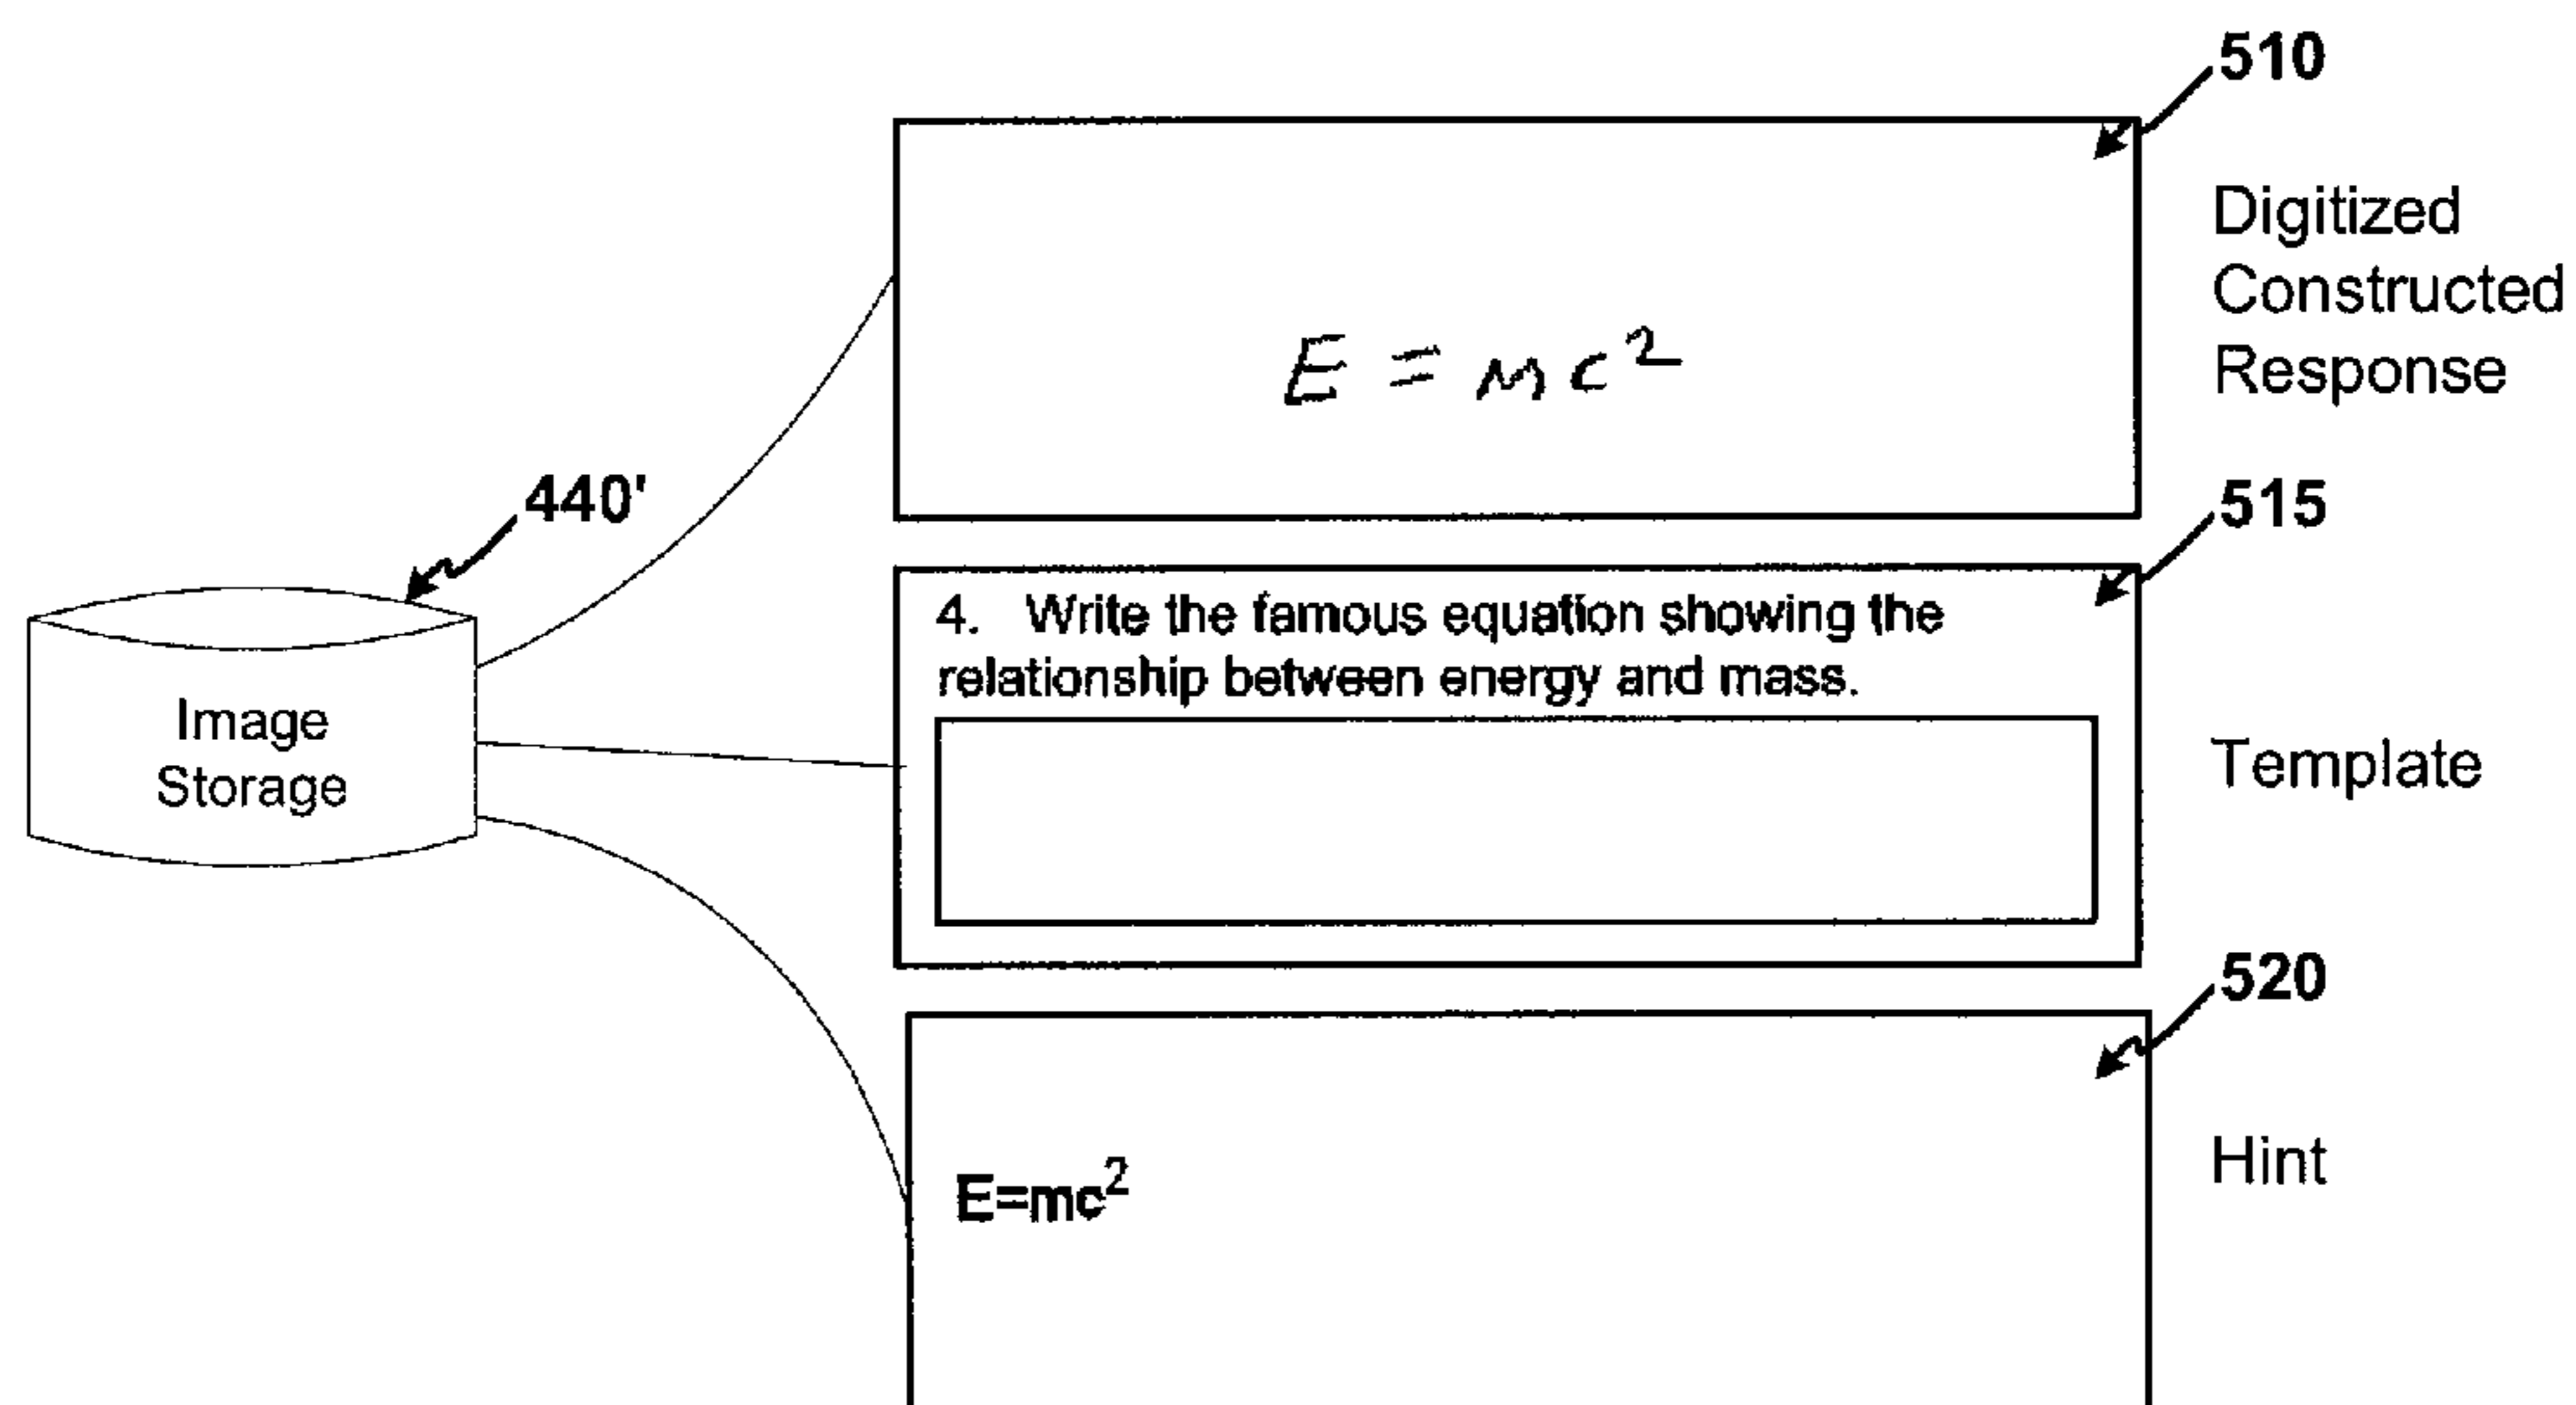 510
Digitized
Constructed
Response
E = mc²
440'
Image
Storage
515
4. Write the famous equation showing the
relationship between energy and mass.
Template
520
Hint
E=mc²